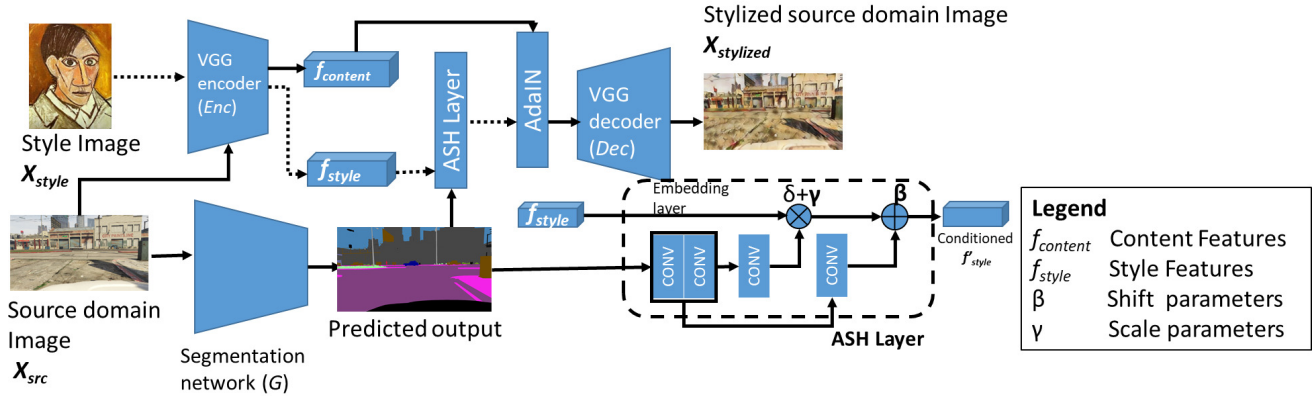 Stylized source domain Image
X_stylized
VGG
encoder
(Enc)
f_content
ASH Layer
AdaIN
VGG
decoder
(Dec)
Style Image
X_style
f_style
Source domain
Image
X_src
Segmentation
network (G)
Predicted output
Embedding
layer
f_style
δ+γ
β
CONV
CONV
CONV
CONV
ASH Layer
Conditioned
f'_style
Legend
f_content Content Features
f_style Style Features
β Shift parameters
γ Scale parameters